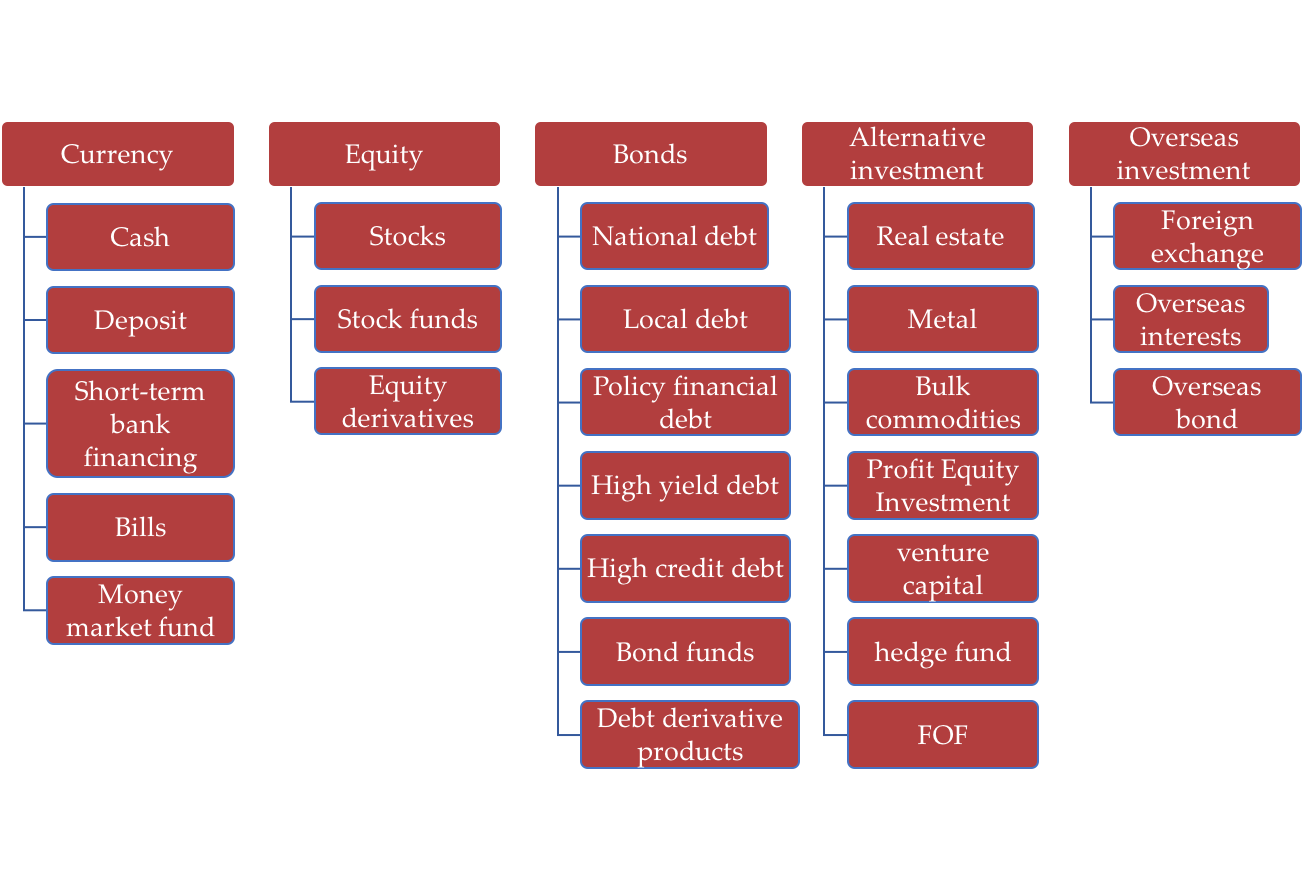 Currency
Cash
Deposit
Short-term
bank
financing
Bills
Money
market fund
Equity
Stocks
Stock funds
Equity
derivatives
Bonds
National debt
Local debt
Policy financial
debt
High yield debt
High credit debt
Bond funds
Debt derivative
products
Alternative
investment
Real estate
Metal
Bulk
commodities
Profit Equity
Investment
venture
capital
hedge fund
FOF
Overseas
investment
Foreign
exchange
Overseas
interests
Overseas
bond